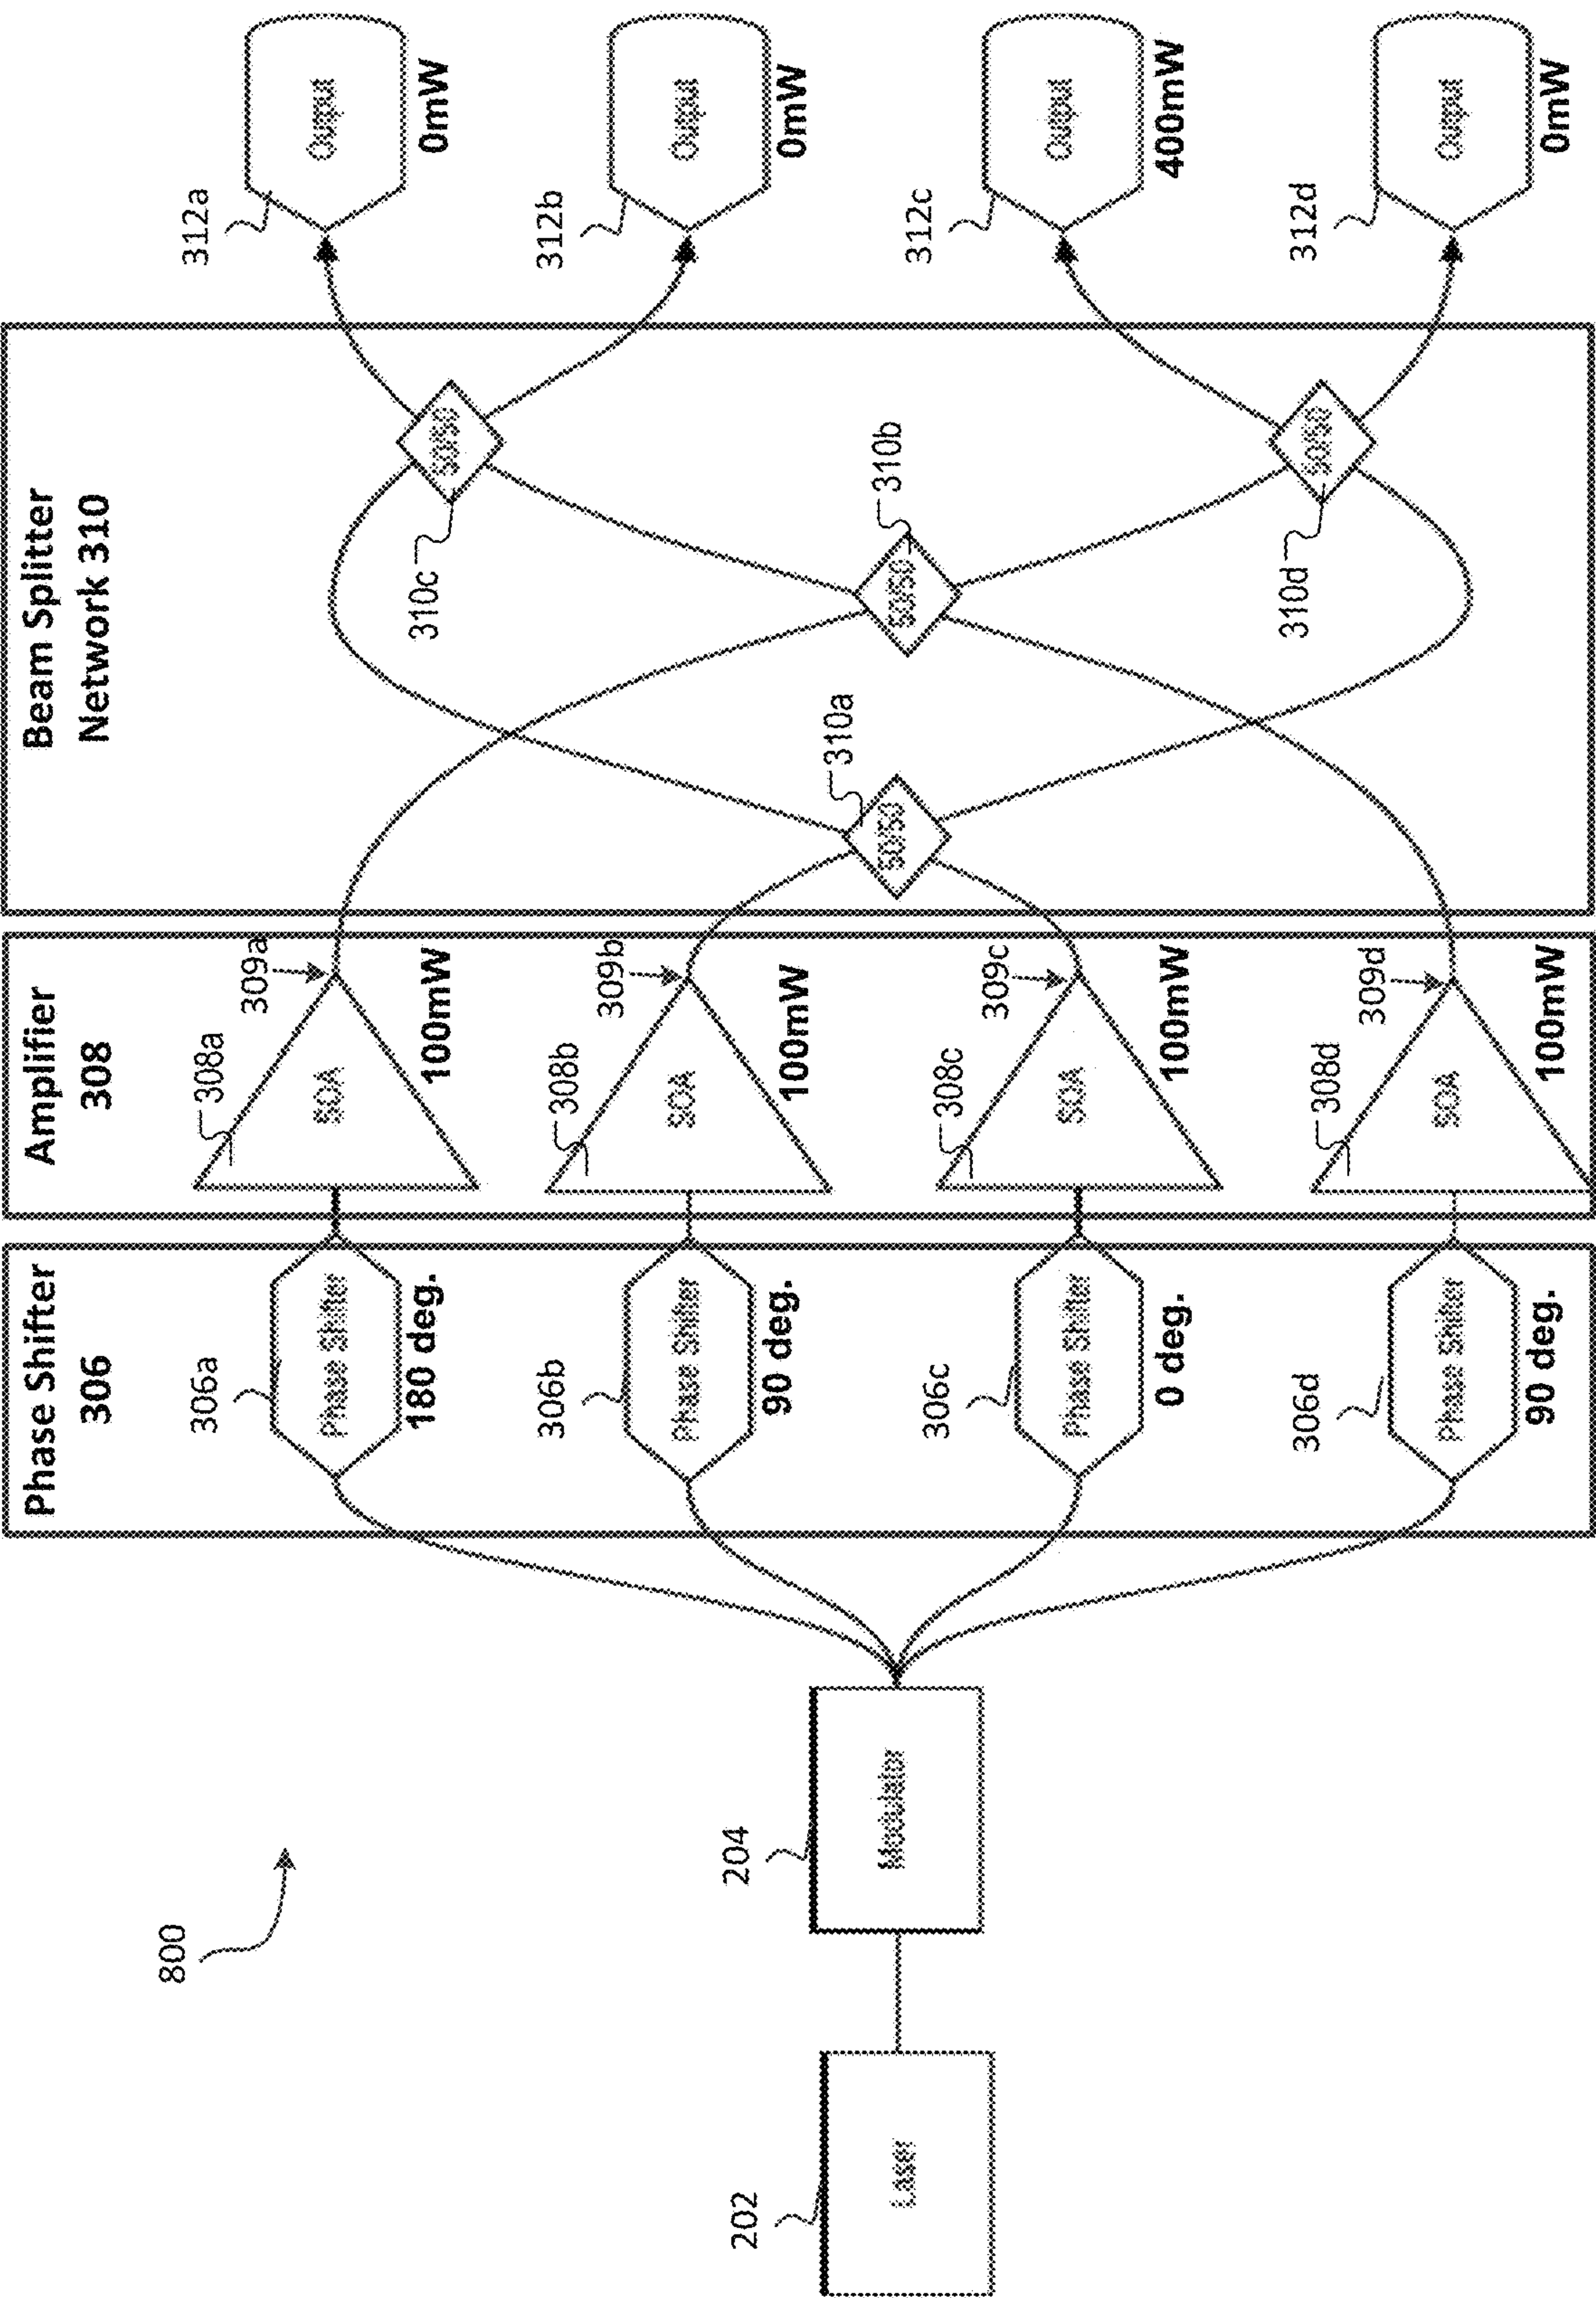 800
202
Laser
204
Modulator
Phase Shifter
306
306a
Phase Shifter
180 deg.
306b
Phase Shifter
90 deg.
306c
Phase Shifter
0 deg.
306d
Phase Shifter
90 deg.
Amplifier
308
308a
SOA
309a
100mW
308b
SOA
309b
100mW
308c
SOA
309c
100mW
308d
SOA
309d
100mW
Beam Splitter
Network 310
310a
50/50
310b
50/50
310c
50/50
310d
50/50
312a
Output
0mW
312b
Output
0mW
312c
Output
400mW
312d
Output
0mW